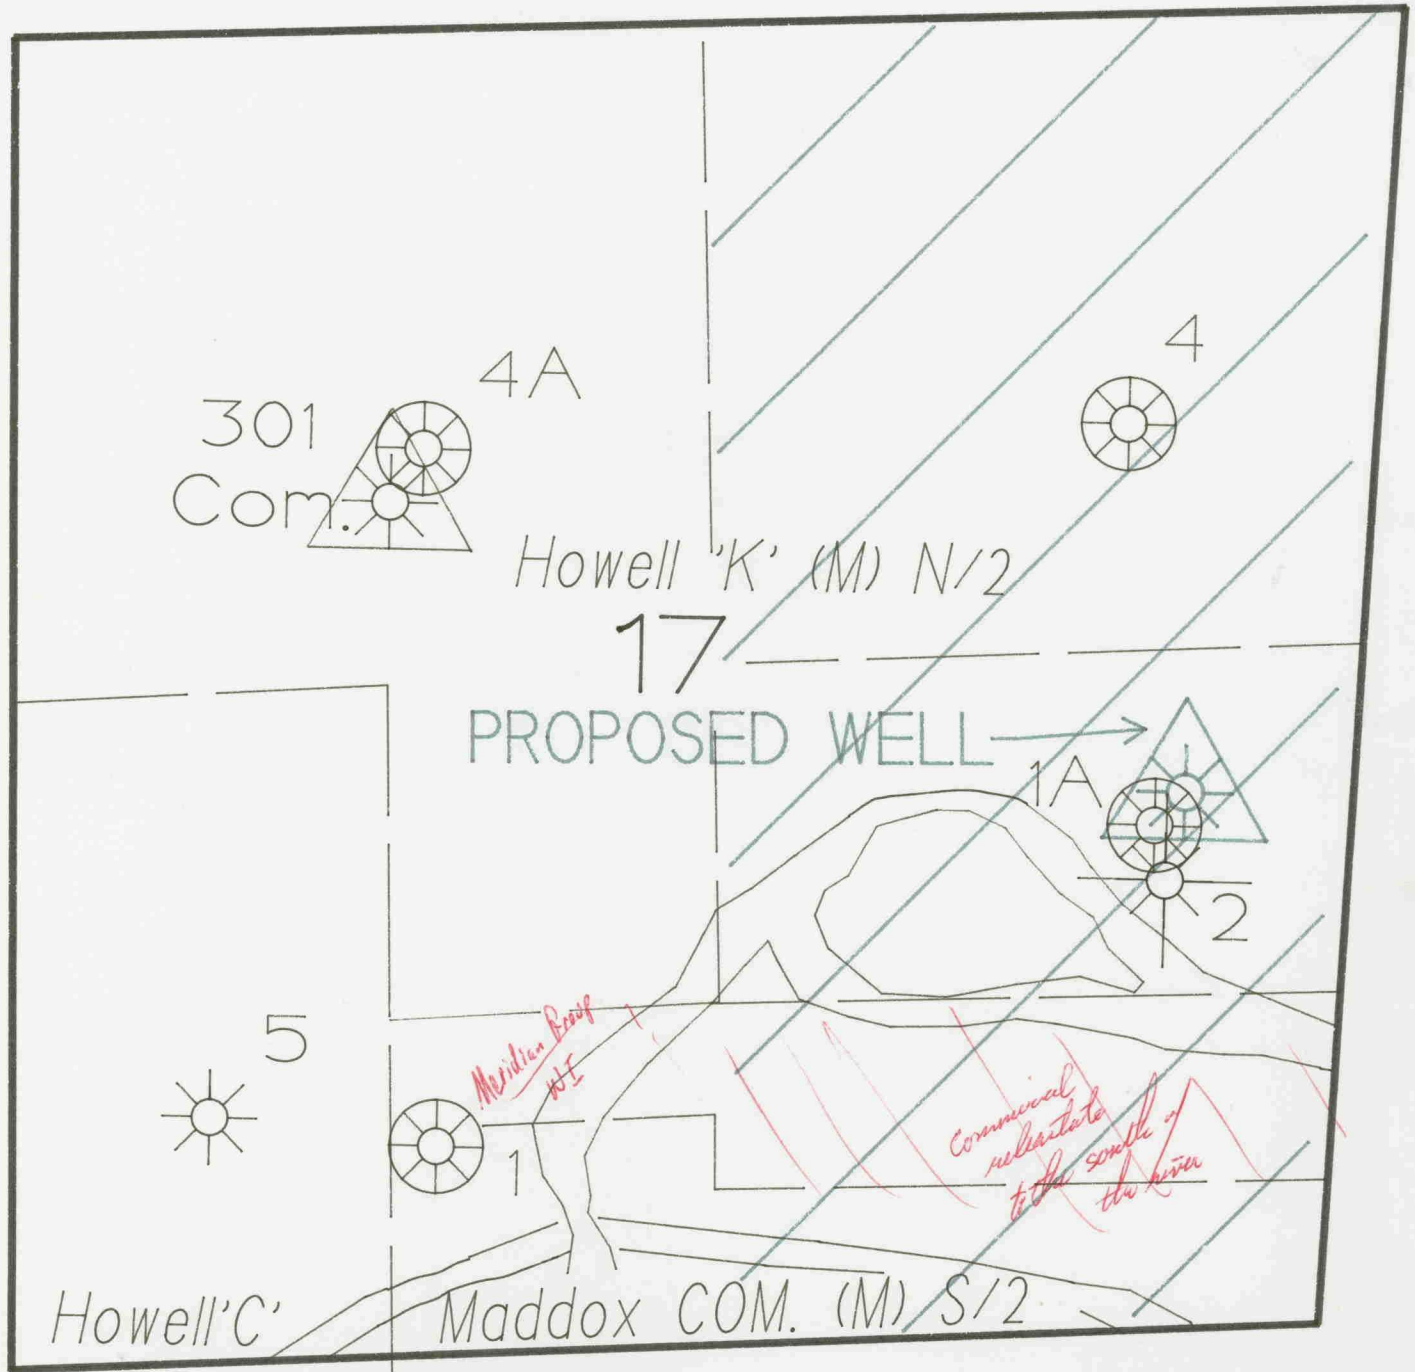 4
4A
301
Com.
Howell 'K' (M) N/2
17
PROPOSED WELL
1A
2
5
Meridian Group
WI
1
Commercial
realestate
to the south of
the river
Howell'C'
Maddox COM. (M) S/2